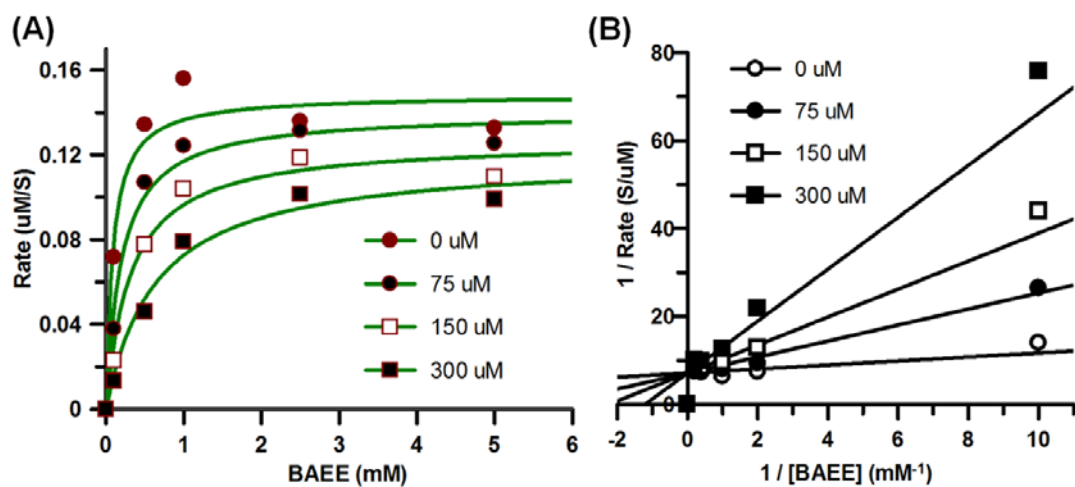 (A)
Rate (uM/S)
0.16
0.12
0.08
0.04
0
0 uM
75 uM
150 uM
300 uM
0 1 2 3 4 5 6
BAEE (mM)
(B)
1 / Rate (S/uM)
80
60
40
20
0
0 uM
75 uM
150 uM
300 uM
-2 0 2 4 6 8 10
1 / [BAEE] (mM⁻¹)